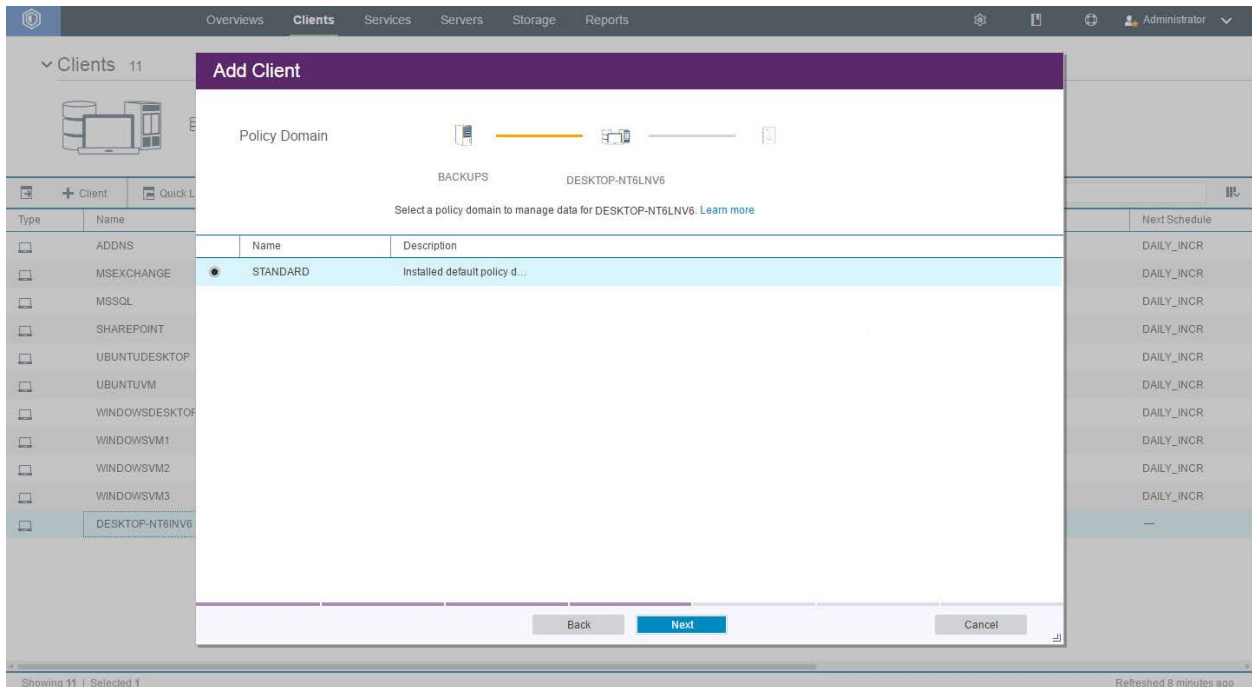 Overviews Clients Services Servers Storage Reports Administrator
Clients 11
Add Client
Policy Domain
BACKUPS DESKTOP-NT6LNV6
Select a policy domain to manage data for DESKTOP-NT6LNV6. Learn more
+ Client Quick L
Type Name Next Schedule
Name Description
STANDARD Installed default policy d...
ADDNS DAILY_INCR
MSEXCHANGE DAILY_INCR
MSSQL DAILY_INCR
SHAREPOINT DAILY_INCR
UBUNTUDESKTOP DAILY_INCR
UBUNTUVM DAILY_INCR
WINDOWSDESKTOP DAILY_INCR
WINDOWSVM1 DAILY_INCR
WINDOWSVM2 DAILY_INCR
WINDOWSVM3 DAILY_INCR
DESKTOP-NT6INV6 —
Back Next Cancel
Showing 11 | Selected 1 Refreshed 8 minutes ago